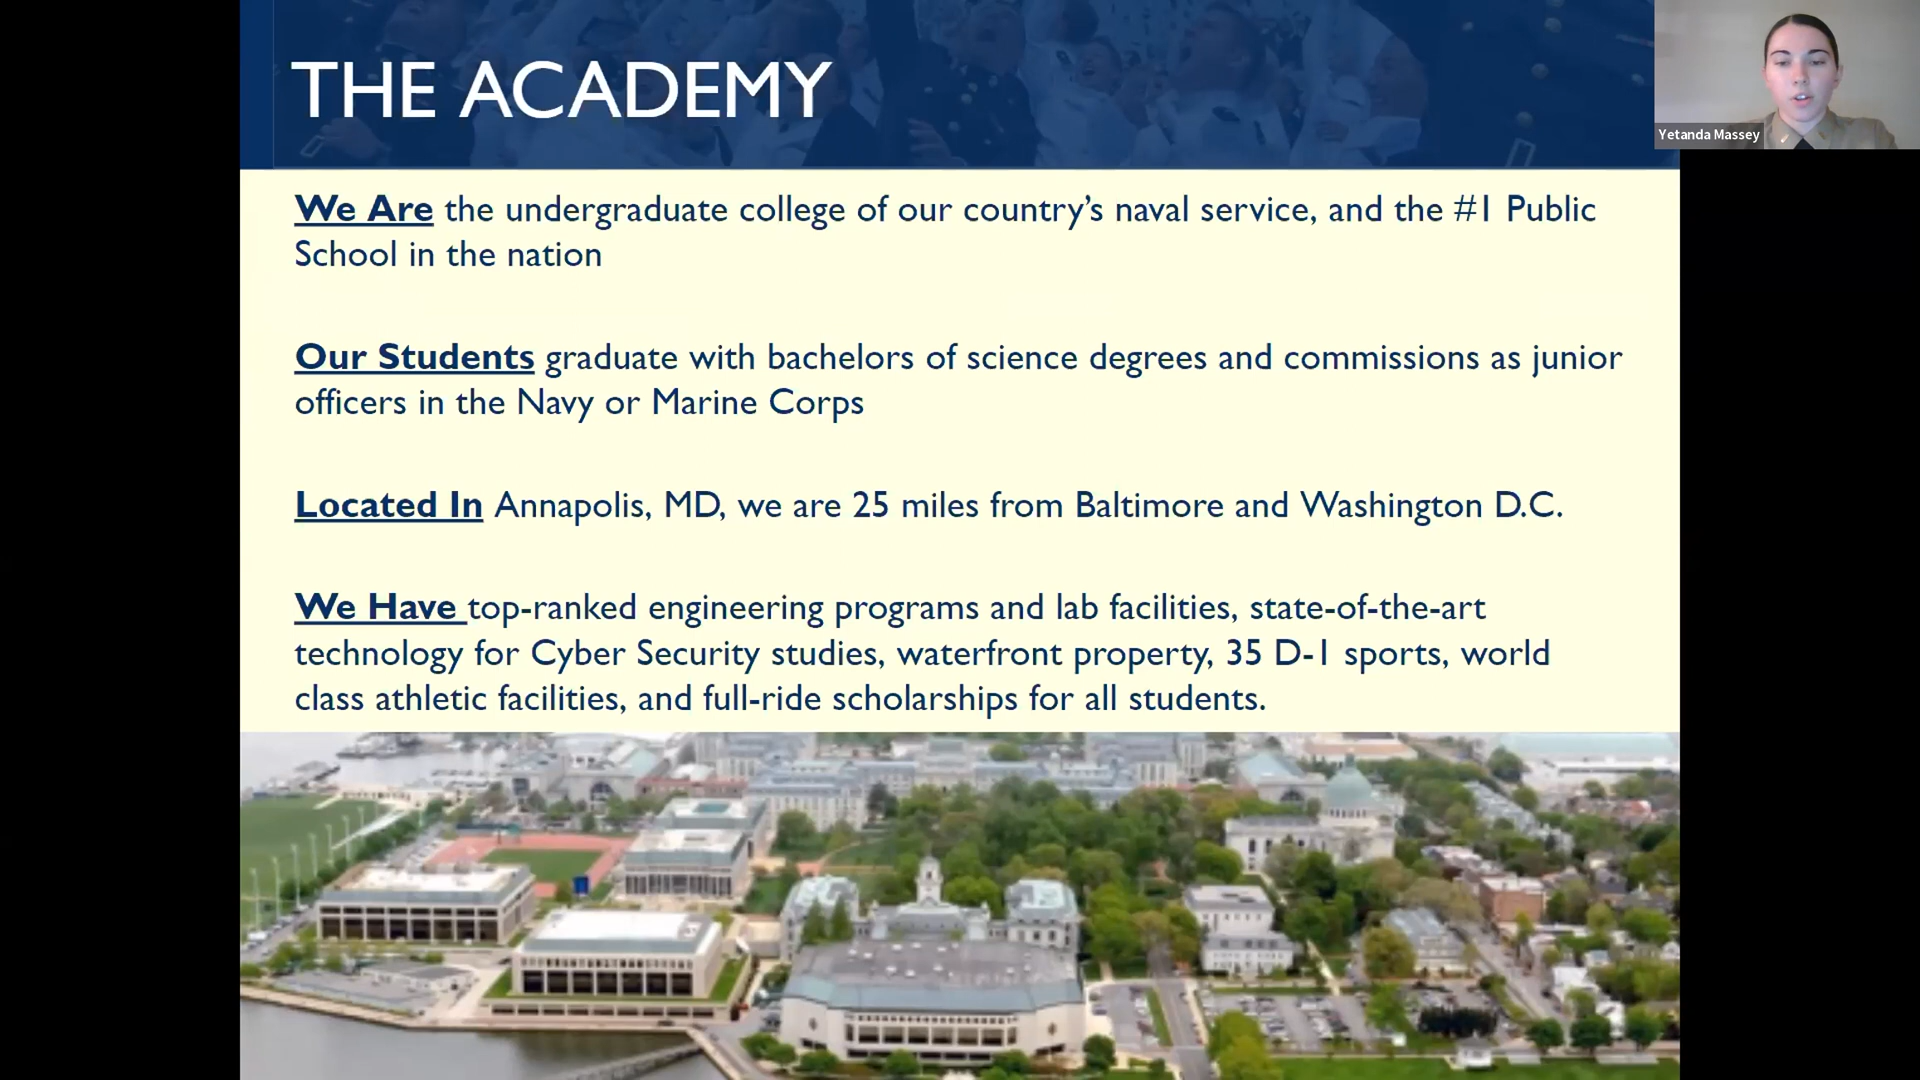 THE ACADEMY
Yetanda Massey
We Are the undergraduate college of our country’s naval service, and the #1 Public
School in the nation
Our Students graduate with bachelors of science degrees and commissions as junior
officers in the Navy or Marine Corps
Located In Annapolis, MD, we are 25 miles from Baltimore and Washington D.C.
We Have top-ranked engineering programs and lab facilities, state-of-the-art
technology for Cyber Security studies, waterfront property, 35 D-1 sports, world
class athletic facilities, and full-ride scholarships for all students.